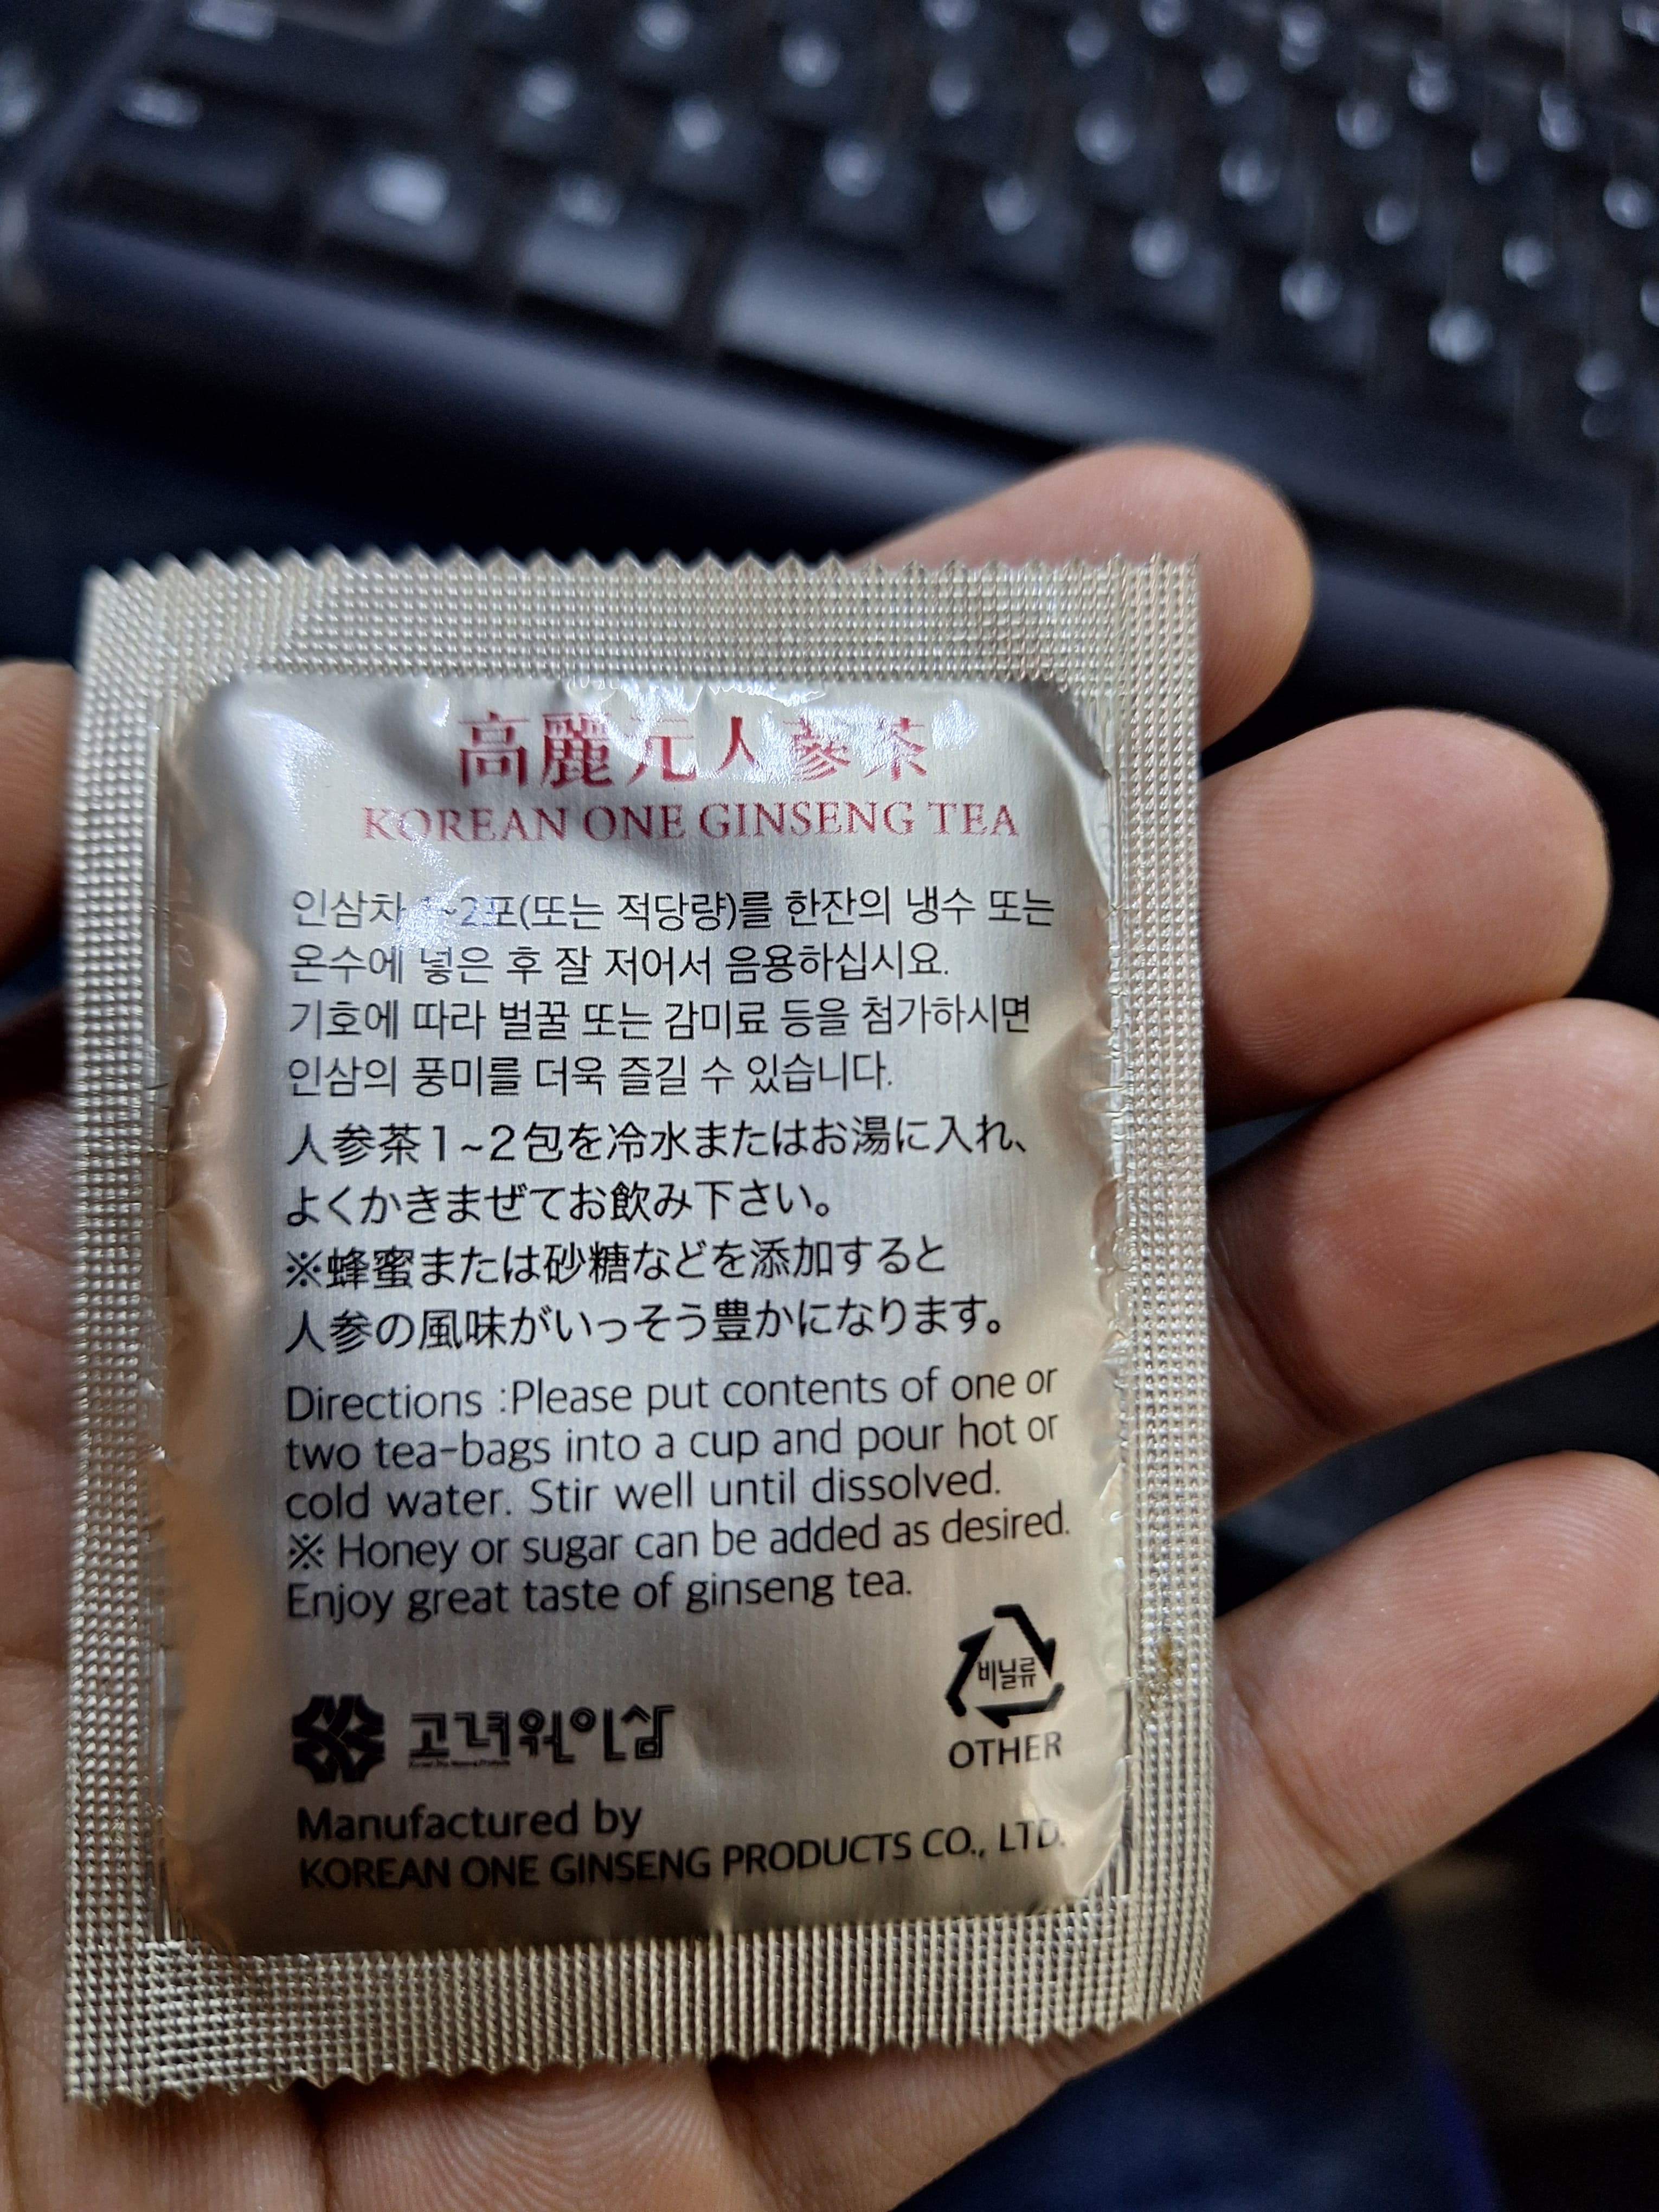 高麗元人蔘茶
KOREAN ONE GINSENG TEA
인삼차 1~2포(또는 적당량)를 한잔의 냉수 또는
온수에 넣은 후 잘 저어서 음용하십시요.
기호에 따라 벌꿀 또는 감미료 등을 첨가하시면
인삼의 풍미를 더욱 즐길 수 있습니다.
人参茶1~2包を冷水またはお湯に入れ、
よくかきまぜてお飲み下さい。
※蜂蜜または砂糖などを添加すると
人参の風味がいっそう豊かになります。
Directions :Please put contents of one or
two tea-bags into a cup and pour hot or
cold water. Stir well until dissolved.
※ Honey or sugar can be added as desired.
Enjoy great taste of ginseng tea.
비닐류
OTHER
고려원인삼
Manufactured by
KOREAN ONE GINSENG PRODUCTS CO., LTD.